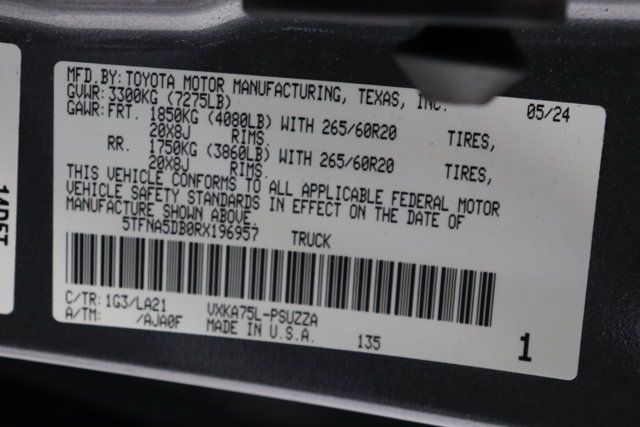 MFD.BY:TOYOTA MOTOR MANUFACTURING, TEXAS, INC. 05/24
GVWR:3300KG (7275LB)
GAWR:FRT. 1850KG (4080LB) WITH 265/60R20 TIRES,
20X8J RIMS.
RR. 1750KG (3860LB) WITH 265/60R20 TIRES,
20X8J RIMS.
THIS VEHICLE CONFORMS TO ALL APPLICABLE FEDERAL MOTOR
VEHICLE SAFETY STANDARDS IN EFFECT ON THE DATE OF
MANUFACTURE SHOWN ABOVE
5TFNA5DB0RX196957 TRUCK
C/TR:1G3/LA21 VXKA75L-PSUZZA
A/TM: /AJA0F MADE IN U.S.A. 135 1